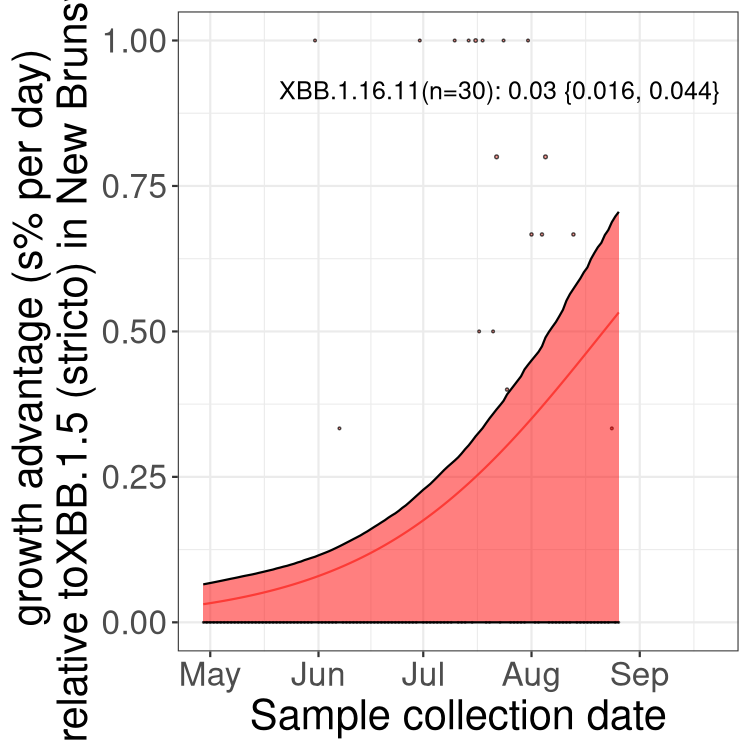 growth advantage (s% per day)
relative toXBB.1.5 (stricto) in New
1.00
0.75
0.50
0.25
0.00
XBB.1.16.11(n=30): 0.03 {0.016, 0.044}
May Jun Jul Aug Sep
Sample collection date